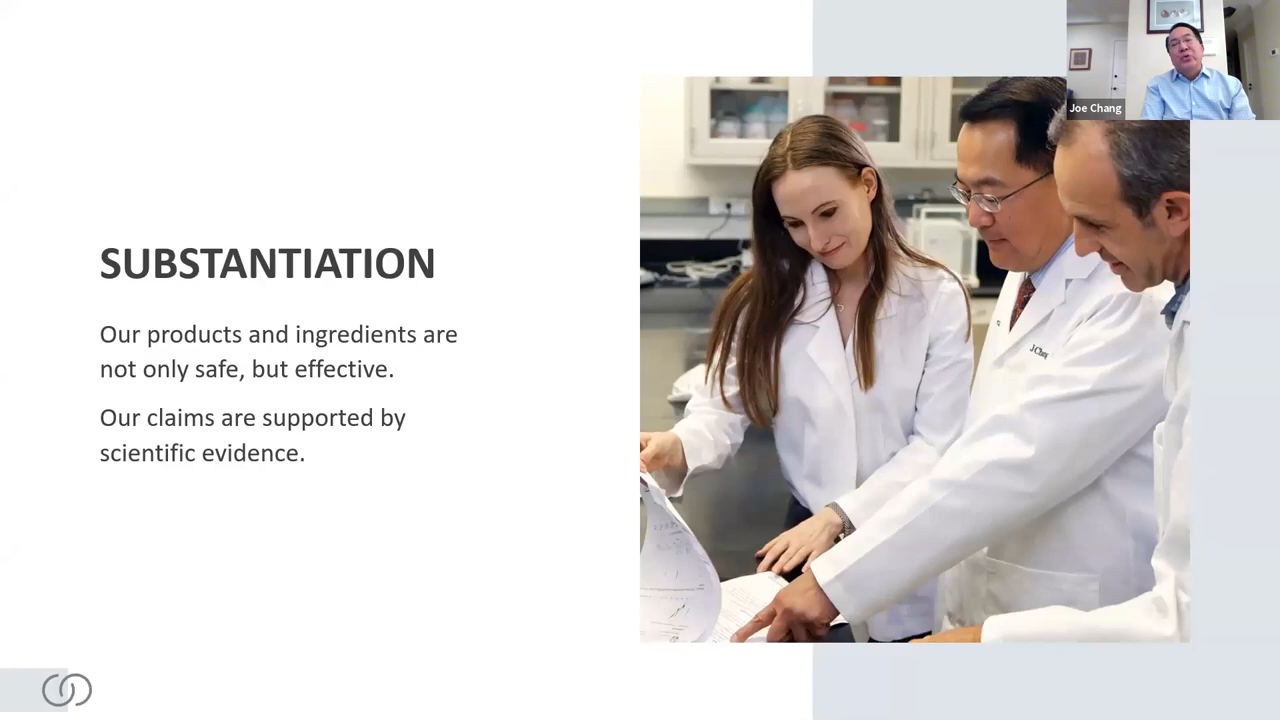 Joe Chang
SUBSTANTIATION
Our products and ingredients are
not only safe, but effective.
Our claims are supported by
scientific evidence.
J Chang